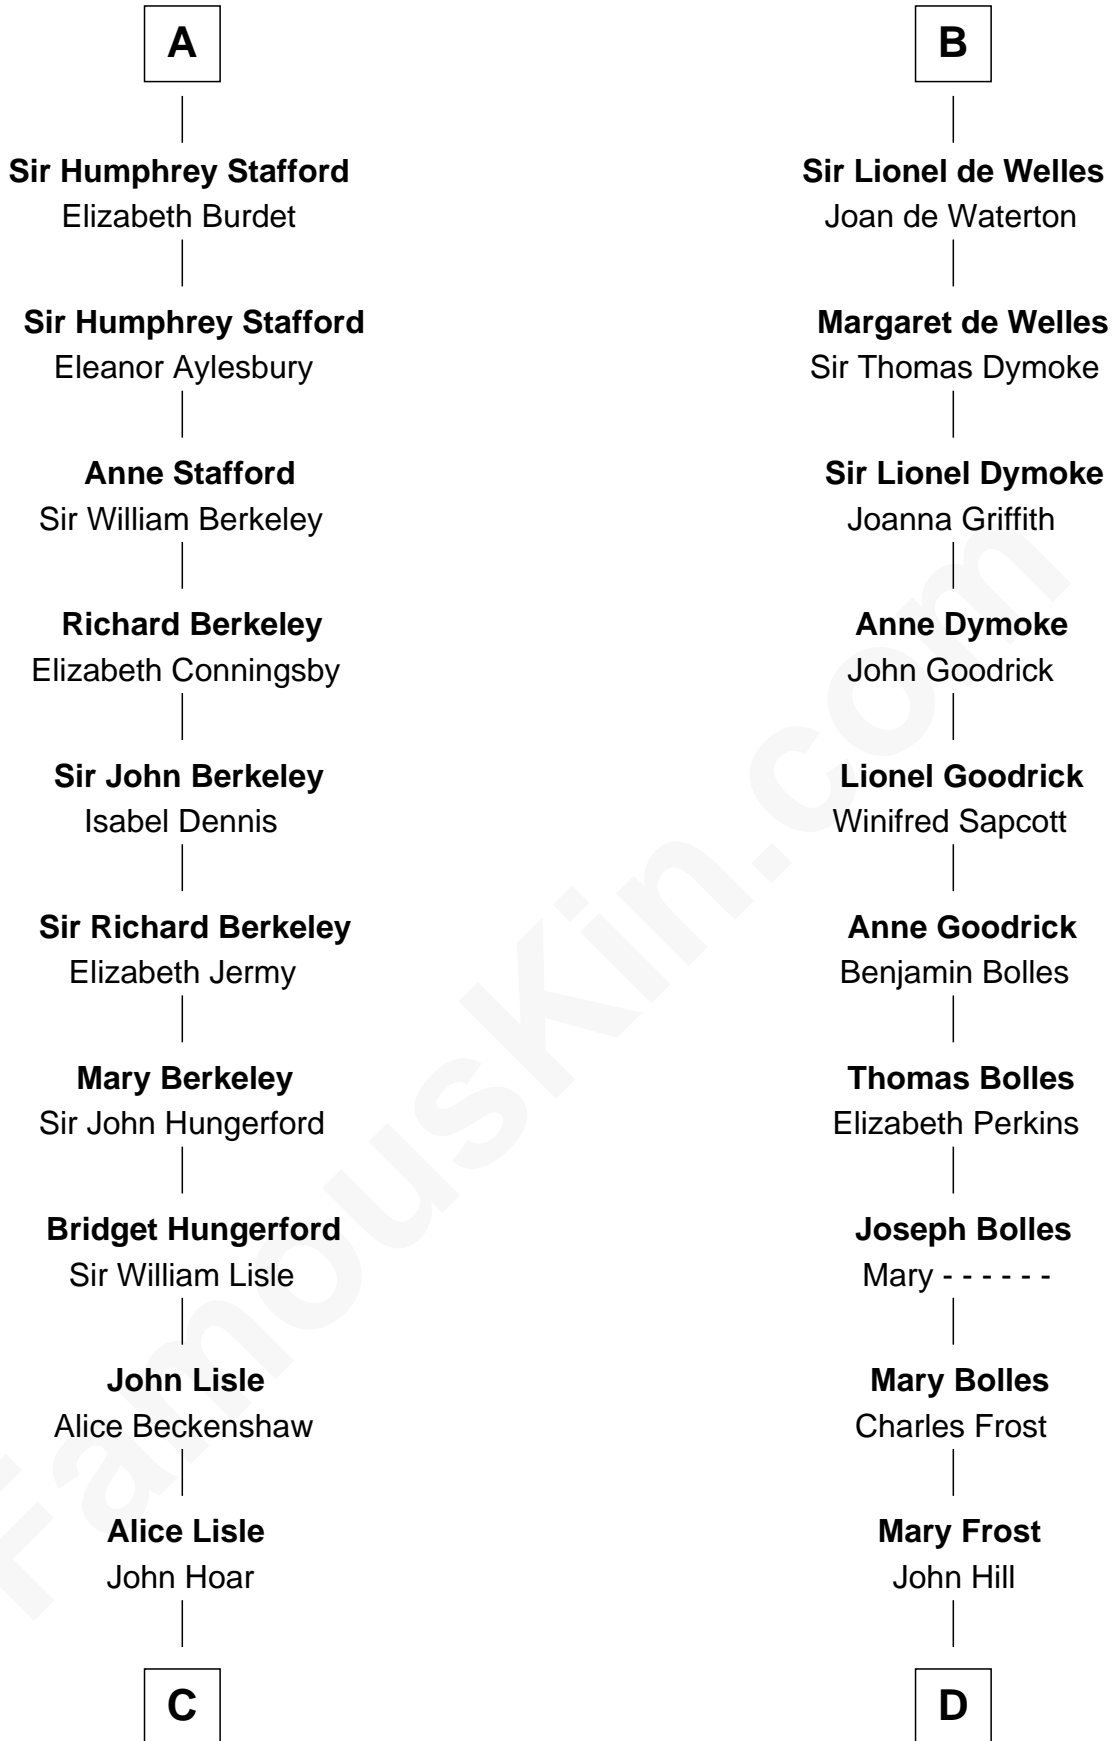 A
Sir Humphrey Stafford
Elizabeth Burdet
Sir Humphrey Stafford
Eleanor Aylesbury
Anne Stafford
Sir William Berkeley
Richard Berkeley
Elizabeth Conningsby
Sir John Berkeley
Isabel Dennis
Sir Richard Berkeley
Elizabeth Jermy
Mary Berkeley
Sir John Hungerford
Bridget Hungerford
Sir William Lisle
John Lisle
Alice Beckenshaw
Alice Lisle
John Hoar
C
B
Sir Lionel de Welles
Joan de Waterton
Margaret de Welles
Sir Thomas Dymoke
Sir Lionel Dymoke
Joanna Griffith
Anne Dymoke
John Goodrick
Lionel Goodrick
Winifred Sapcott
Anne Goodrick
Benjamin Bolles
Thomas Bolles
Elizabeth Perkins
Joseph Bolles
Mary - - - - - -
Mary Bolles
Charles Frost
Mary Frost
John Hill
D
FamousKin.com